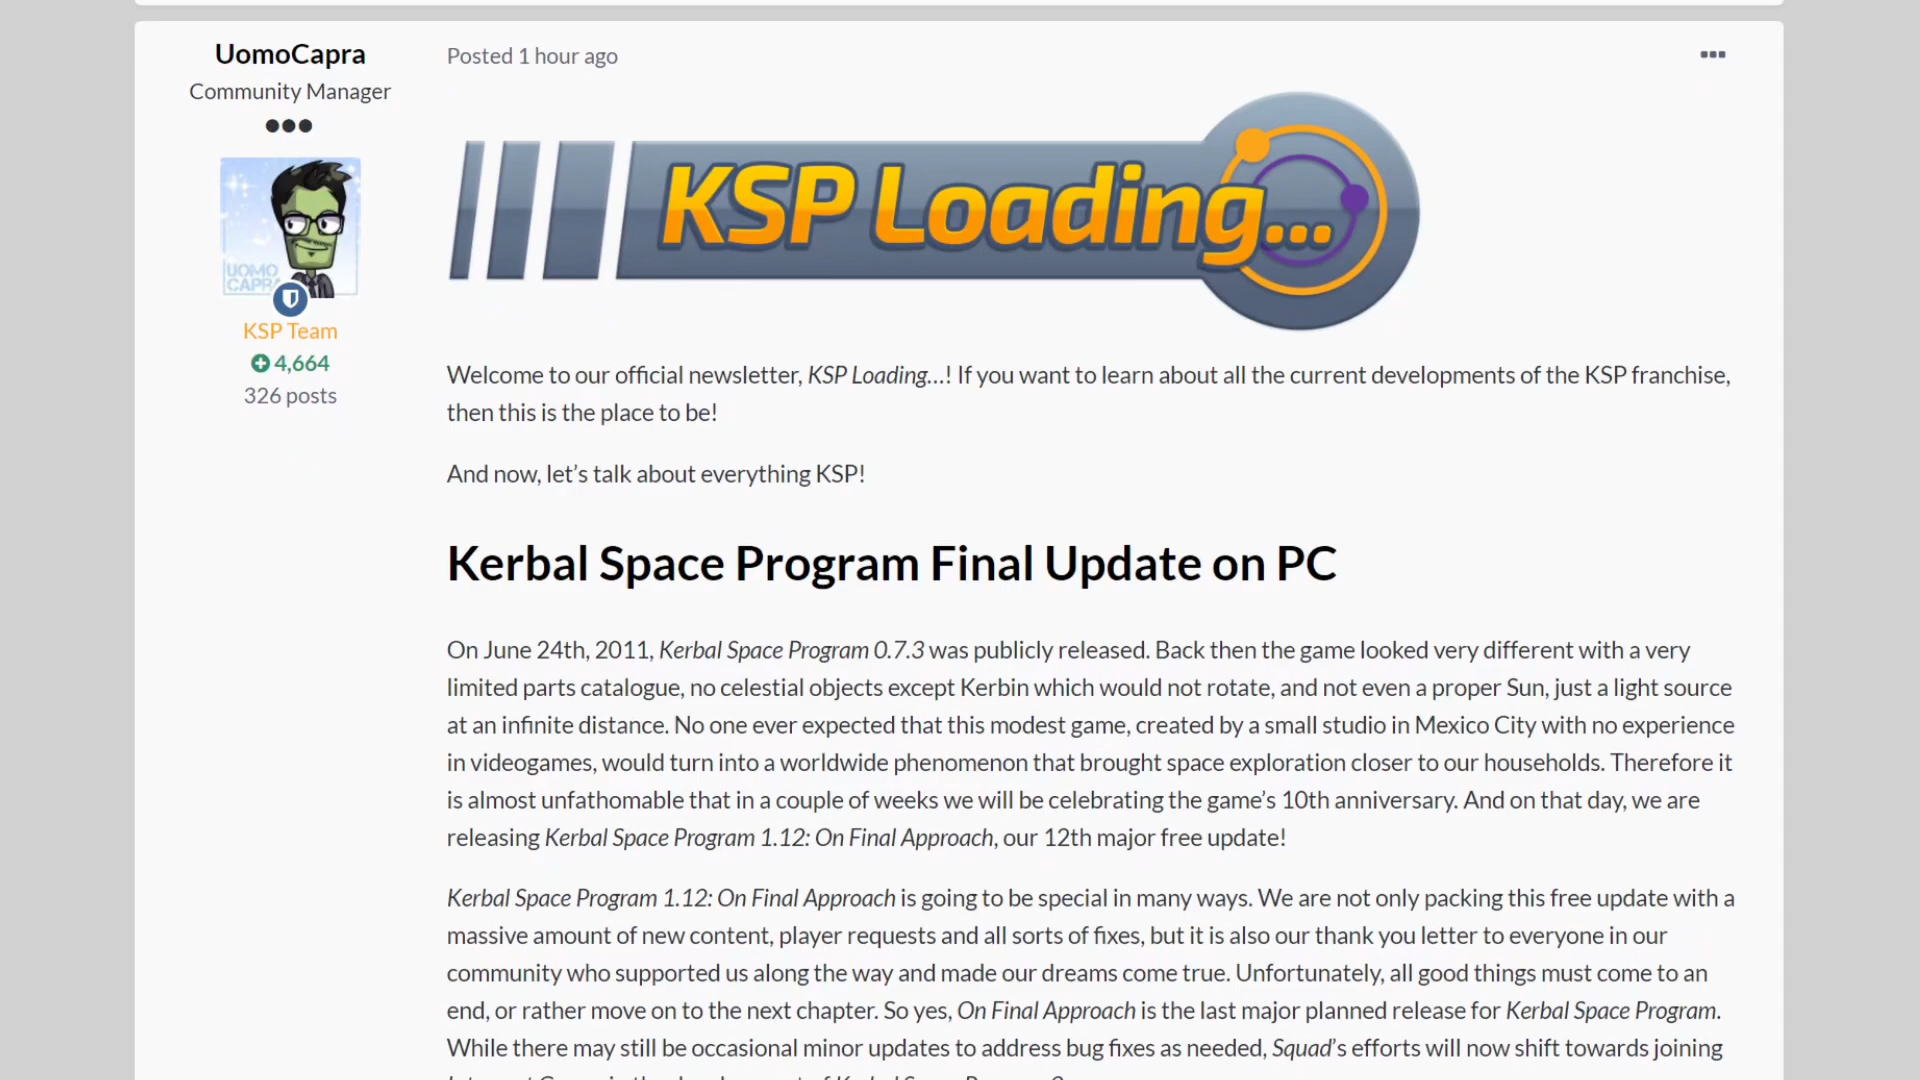 UomoCapra
Community Manager
UOMO
CAPRA
KSP Team
4,664
326 posts
Posted 1 hour ago
KSP Loading...
Welcome to our official newsletter, KSP Loading…! If you want to learn about all the current developments of the KSP franchise,
then this is the place to be!
And now, let’s talk about everything KSP!
Kerbal Space Program Final Update on PC
On June 24th, 2011, Kerbal Space Program 0.7.3 was publicly released. Back then the game looked very different with a very
limited parts catalogue, no celestial objects except Kerbin which would not rotate, and not even a proper Sun, just a light source
at an infinite distance. No one ever expected that this modest game, created by a small studio in Mexico City with no experience
in videogames, would turn into a worldwide phenomenon that brought space exploration closer to our households. Therefore it
is almost unfathomable that in a couple of weeks we will be celebrating the game’s 10th anniversary. And on that day, we are
releasing Kerbal Space Program 1.12: On Final Approach, our 12th major free update!
Kerbal Space Program 1.12: On Final Approach is going to be special in many ways. We are not only packing this free update with a
massive amount of new content, player requests and all sorts of fixes, but it is also our thank you letter to everyone in our
community who supported us along the way and made our dreams come true. Unfortunately, all good things must come to an
end, or rather move on to the next chapter. So yes, On Final Approach is the last major planned release for Kerbal Space Program.
While there may still be occasional minor updates to address bug fixes as needed, Squad’s efforts will now shift towards joining